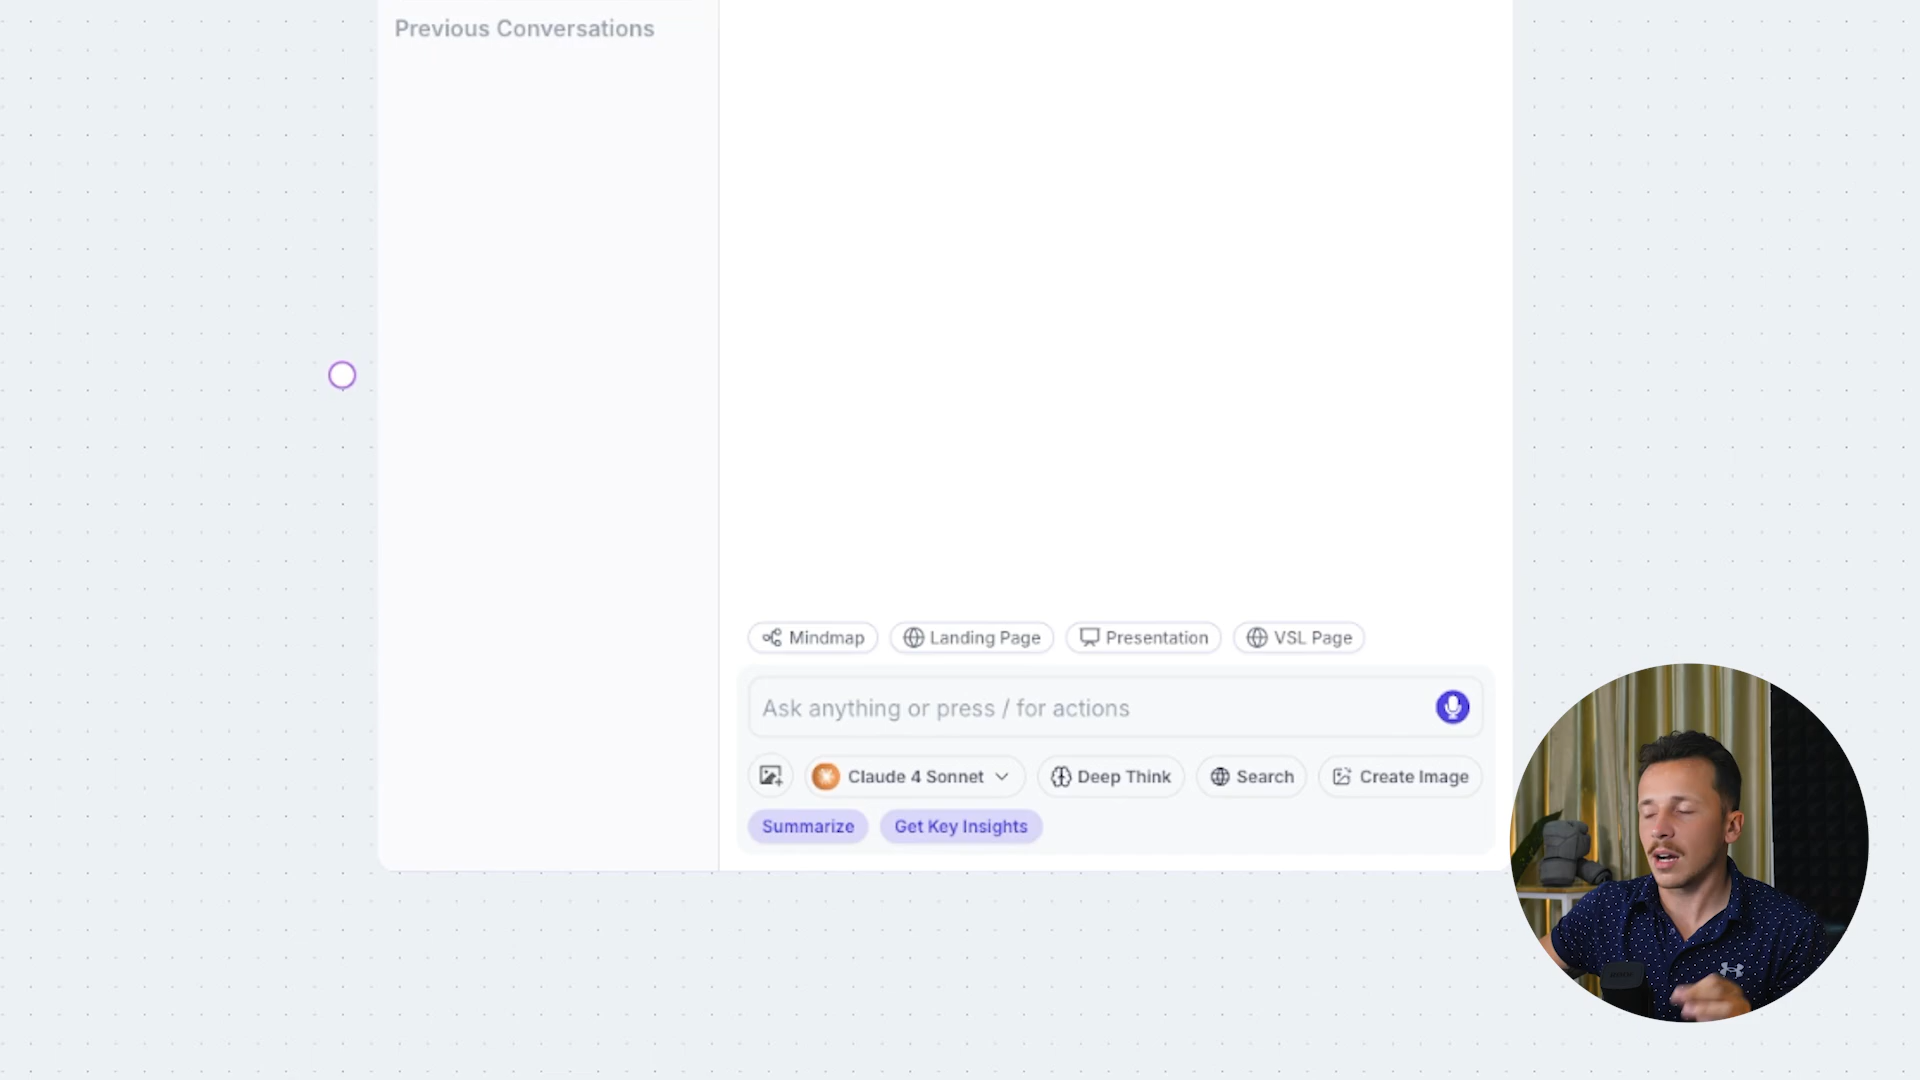 Previous Conversations
Mindmap
Landing Page
Presentation
VSL Page
Ask anything or press / for actions
Claude 4 Sonnet
Deep Think
Search
Create Image
Summarize
Get Key Insights